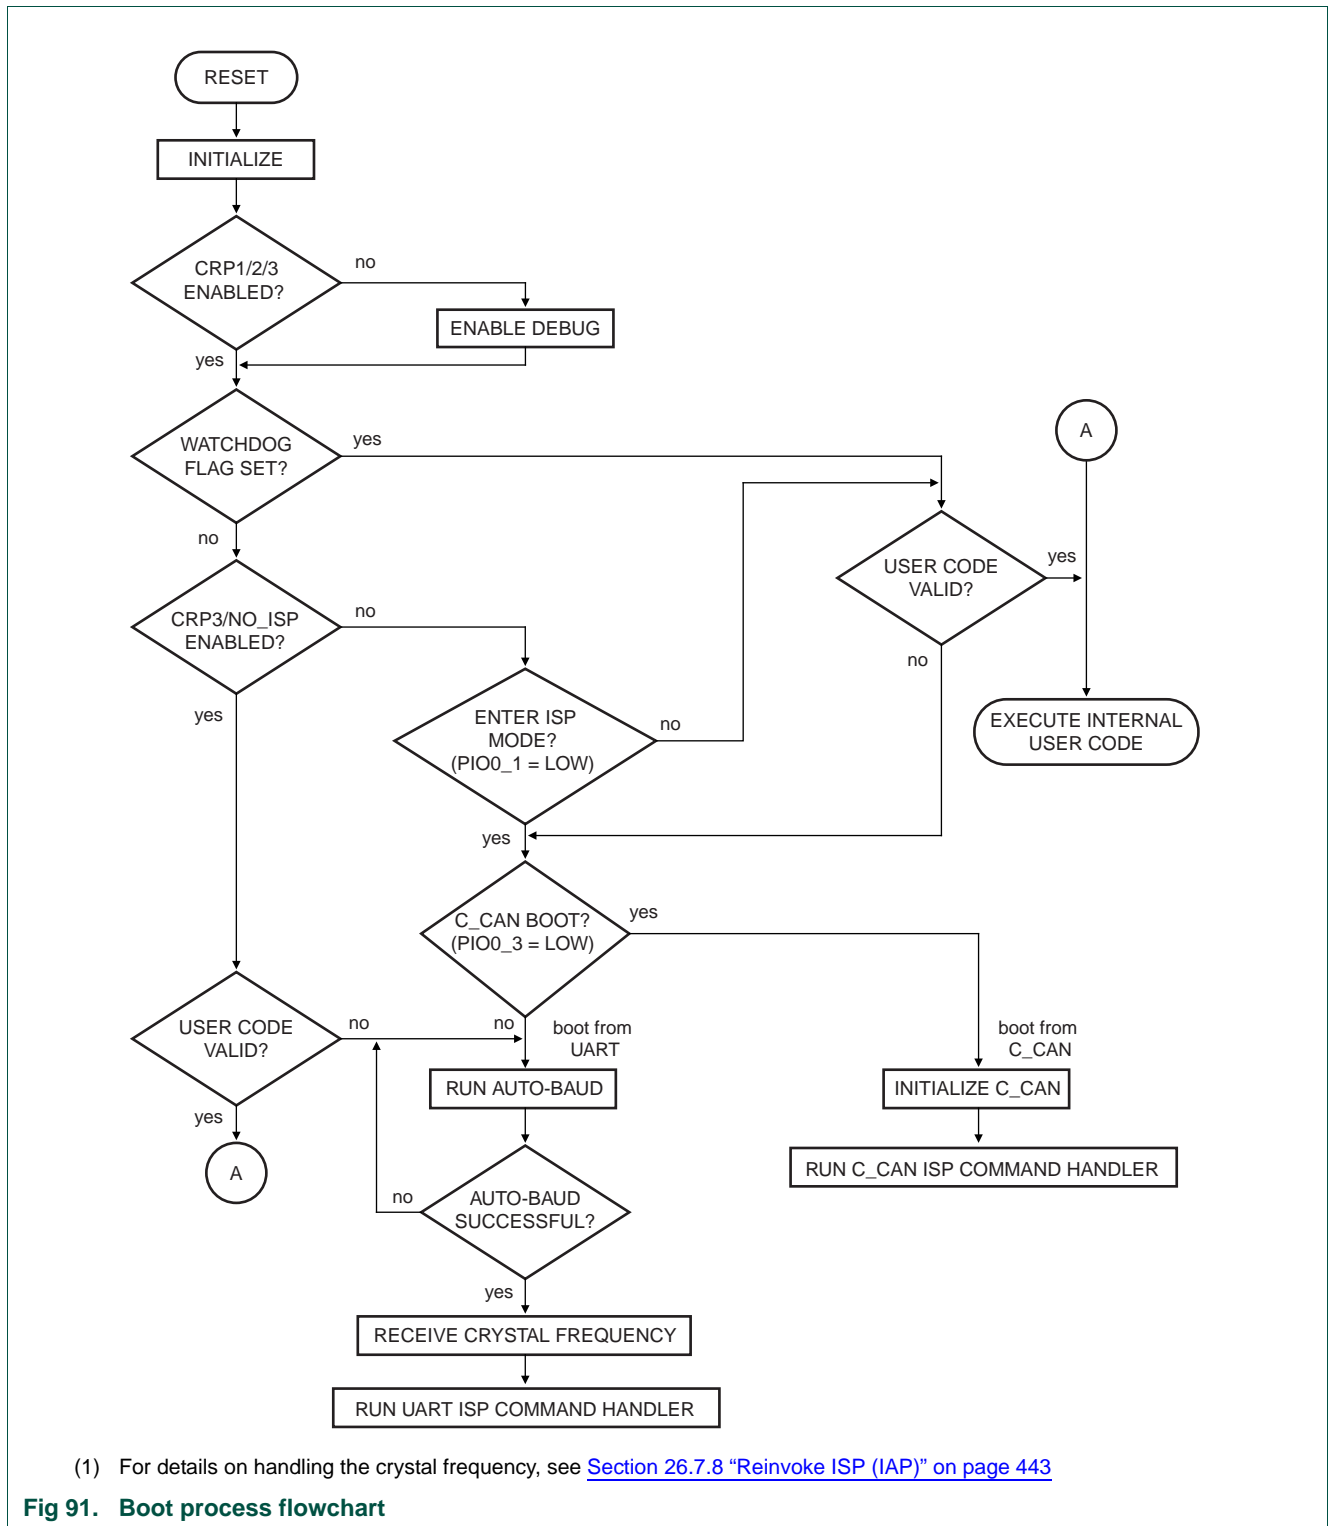 RESET
INITIALIZE
CRP1/2/3
ENABLED?
no
ENABLE DEBUG
yes
WATCHDOG
FLAG SET?
yes
A
no
USER CODE
VALID?
yes
no
CRP3/NO_ISP
ENABLED?
no
yes
ENTER ISP
MODE?
(PIO0_1 = LOW)
no
EXECUTE INTERNAL
USER CODE
yes
C_CAN BOOT?
(PIO0_3 = LOW)
yes
USER CODE
VALID?
no
no
boot from
UART
boot from
C_CAN
RUN AUTO-BAUD
INITIALIZE C_CAN
yes
A
RUN C_CAN ISP COMMAND HANDLER
no
AUTO-BAUD
SUCCESSFUL?
yes
RECEIVE CRYSTAL FREQUENCY
RUN UART ISP COMMAND HANDLER
(1) For details on handling the crystal frequency, see Section 26.7.8 “Reinvoke ISP (IAP)” on page 443
Fig 91. Boot process flowchart